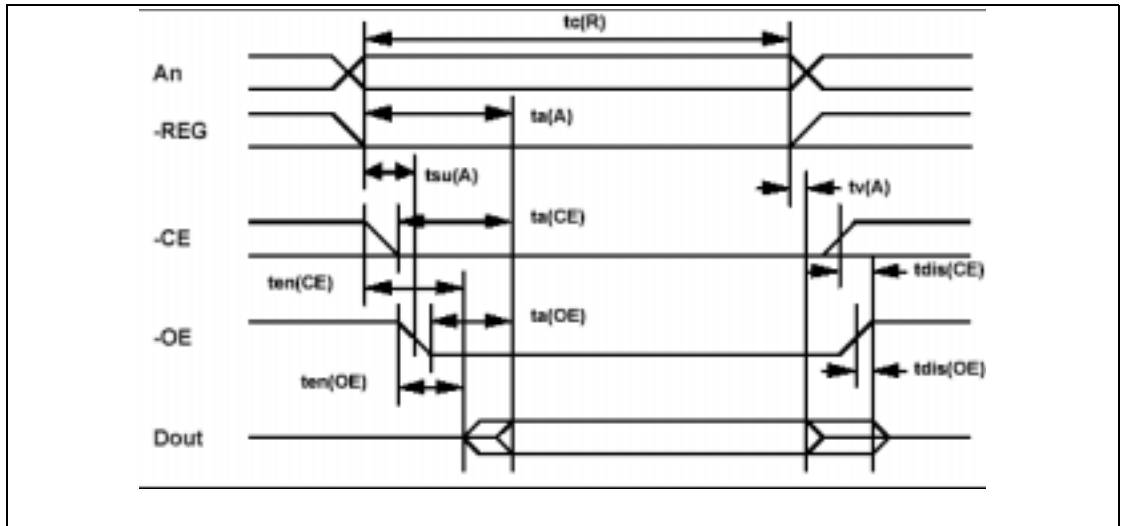 tc(R)
An
ta(A)
-REG
tsu(A)
tv(A)
ta(CE)
-CE
tdis(CE)
ten(CE)
ta(OE)
-OE
tdis(OE)
ten(OE)
Dout